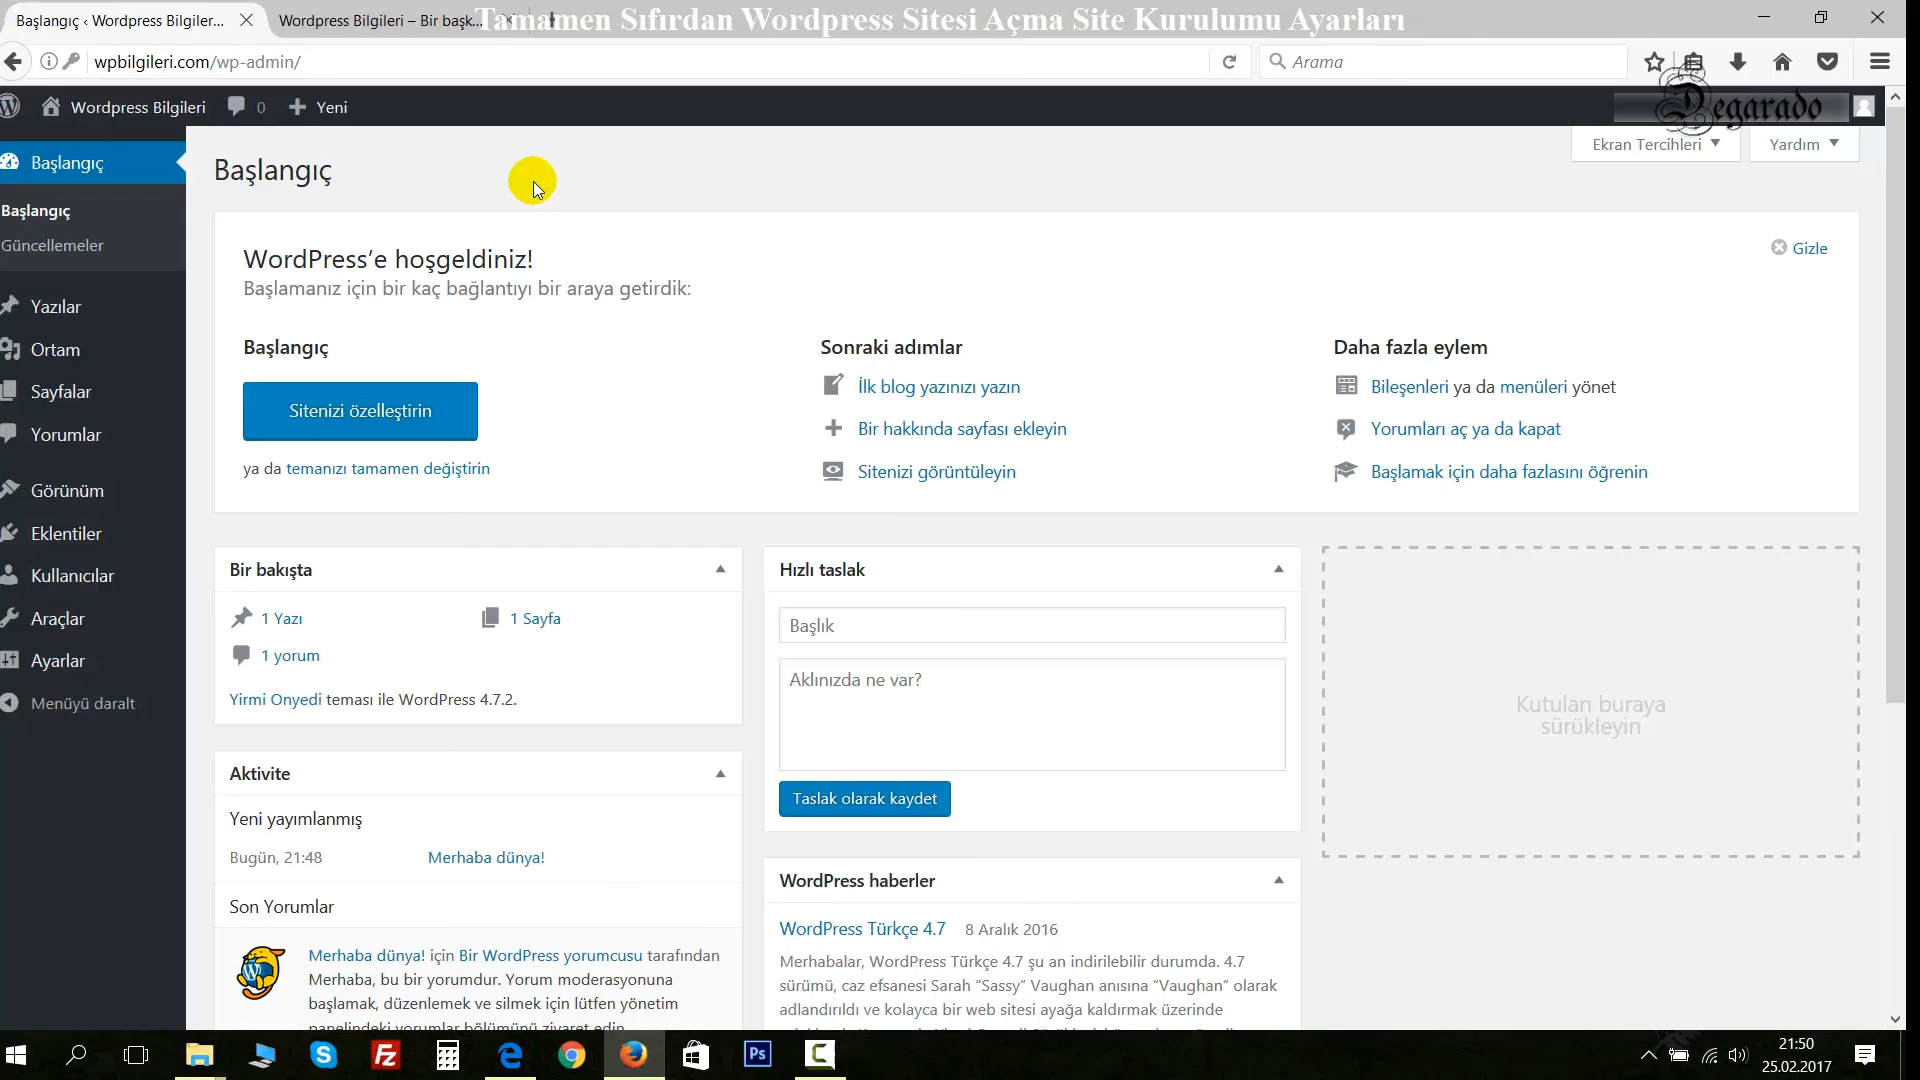 Başlangıç ‹ Wordpress Bilgiler...
Wordpress Bilgileri – Bir başk...
Tamamen Sıfırdan Wordpress Sitesi Açma Site Kurulumu Ayarları
wpbilgileri.com/wp-admin/
Arama
Wordpress Bilgileri
0
Yeni
Degarado
Başlangıç
Başlangıç
Güncellemeler
Yazılar
Ortam
Sayfalar
Yorumlar
Görünüm
Eklentiler
Kullanıcılar
Araçlar
Ayarlar
Menüyü daralt
Başlangıç
Ekran Tercihleri
Yardım
WordPress’e hoşgeldiniz!
Gizle
Başlamanız için bir kaç bağlantıyı bir araya getirdik:
Başlangıç
Sitenizi özelleştirin
ya da temanızı tamamen değiştirin
Sonraki adımlar
İlk blog yazınızı yazın
Bir hakkında sayfası ekleyin
Sitenizi görüntüleyin
Daha fazla eylem
Bileşenleri ya da menüleri yönet
Yorumları aç ya da kapat
Başlamak için daha fazlasını öğrenin
Bir bakışta
1 Yazı
1 Sayfa
1 yorum
Yirmi Onyedi teması ile WordPress 4.7.2.
Aktivite
Yeni yayımlanmış
Bugün, 21:48
Merhaba dünya!
Son Yorumlar
Merhaba dünya! için Bir WordPress yorumcusu tarafından
Merhaba, bu bir yorumdur. Yorum moderasyonuna
başlamak, düzenlemek ve silmek için lütfen yönetim
panelindeki yorumlar bölümünü ziyaret edin
Hızlı taslak
Başlık
Aklınızda ne var?
Taslak olarak kaydet
WordPress haberler
WordPress Türkçe 4.7
8 Aralık 2016
Merhabalar, WordPress Türkçe 4.7 şu an indirilebilir durumda. 4.7
sürümü, caz efsanesi Sarah “Sassy” Vaughan anısına “Vaughan” olarak
adlandırıldı ve kolayca bir web sitesi ayağa kaldırmak üzerinde
Kutuları buraya
sürükleyin
21:50
25.02.2017